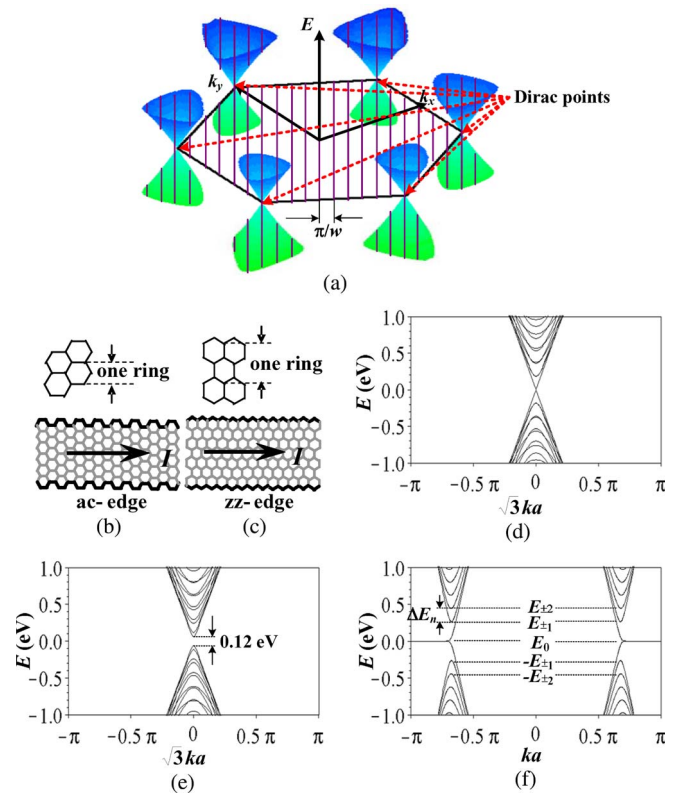 E
k_y
k_x
Dirac points
π/w
(a)
one ring
one ring
I
I
ac- edge
zz- edge
(b)
(c)
E (eV)
1.0
0.5
0.0
-0.5
-1.0
-π
-0.5 π
0
0.5 π
π
√3ka
(d)
E (eV)
1.0
0.5
0.0
-0.5
-1.0
0.12 eV
-π
-0.5 π
0
0.5 π
π
√3ka
(e)
E (eV)
1.0
0.5
0.0
-0.5
-1.0
ΔE_n
E_{±2}
E_{±1}
E_0
-E_{±1}
-E_{±2}
-π
-0.5 π
0
0.5 π
π
ka
(f)